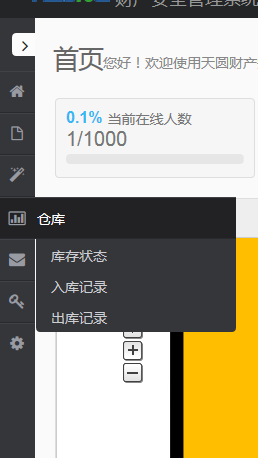 财产安全管理系统
首页您好！欢迎使用天圆财产
0.1% 当前在线人数
1/1000
仓库
库存状态
入库记录
出库记录